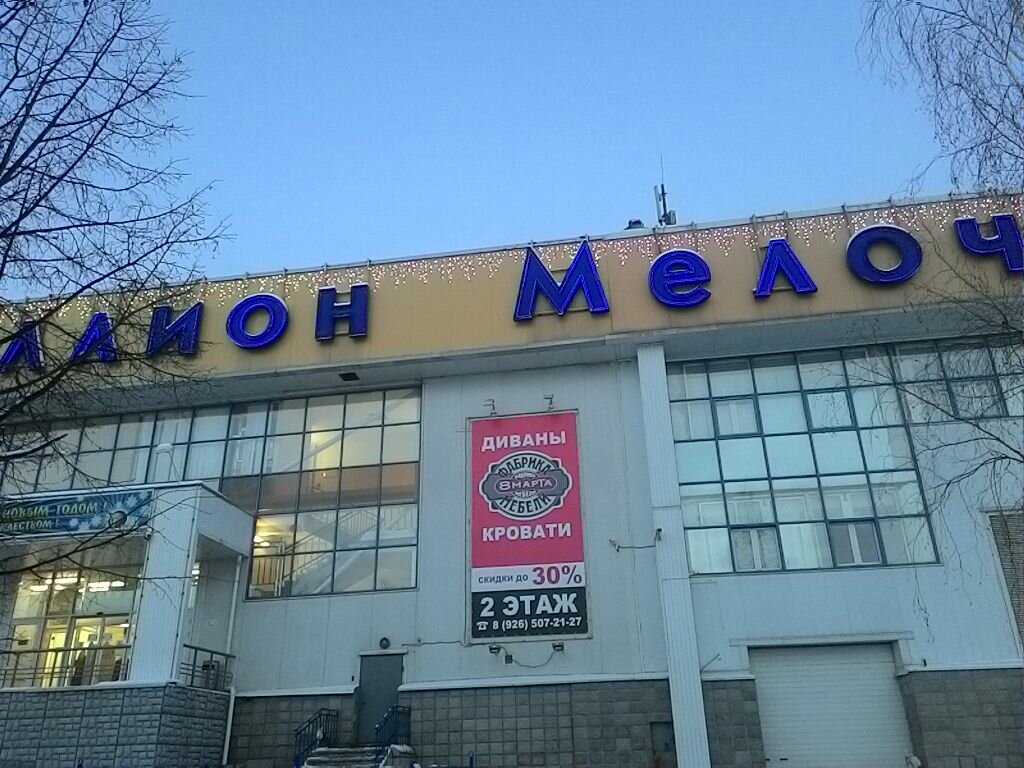 ллион Мелоч
НОВЫМ ГОДОМ
ДИВАНЫ
ФАБРИКА
8 МАРТА
МЕБЕЛИ
КРОВАТИ
СКИДКИ ДО 30%
2 ЭТАЖ
☎ 8 (926) 507-21-27